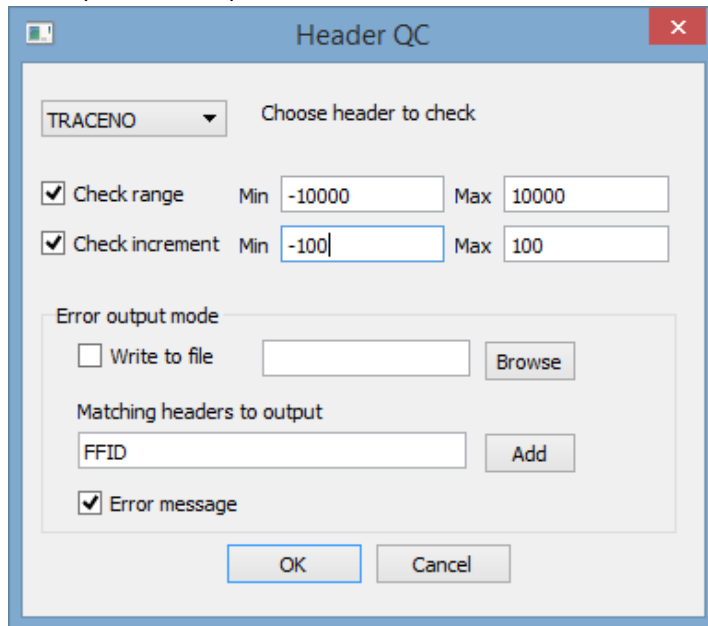 Header QC
TRACENO Choose header to check
Check range Min -10000 Max 10000
Check increment Min -100 Max 100
Error output mode
Write to file Browse
Matching headers to output
FFID Add
Error message
OK Cancel